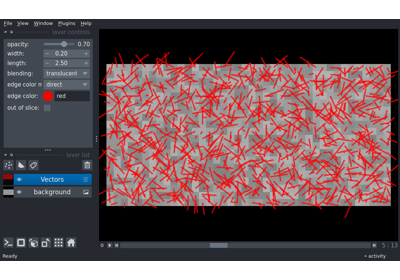 File View Window Plugins Help
layer controls
opacity: 0.70
width: 0.20
length: 2.50
blending: translucent
edge color m direct
edge color: red
out of slice:
layer list
Vectors
background
0 5 13
Ready activity